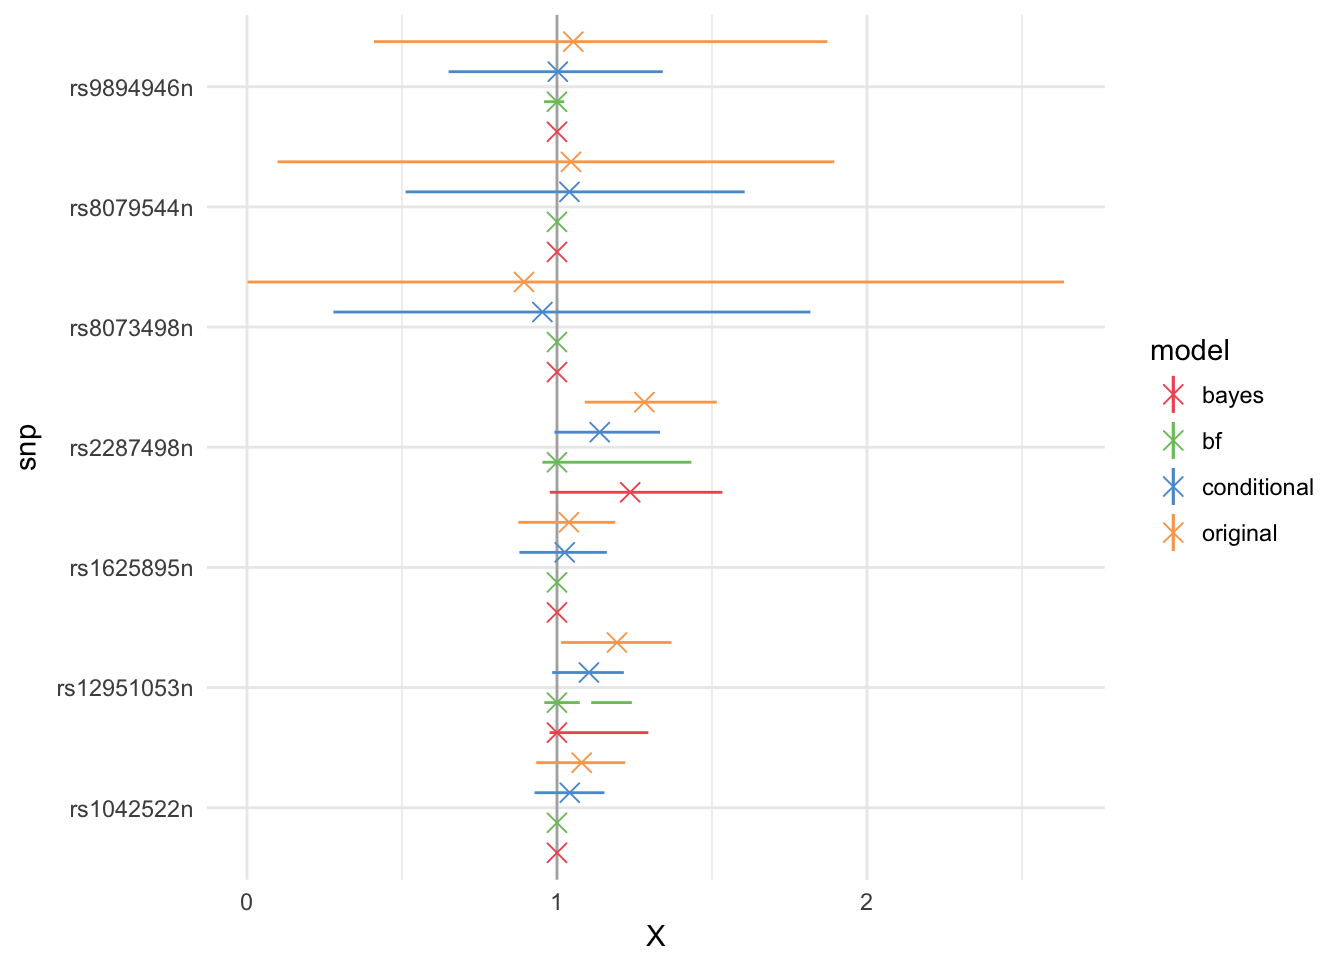 snp
rs9894946n
rs8079544n
rs8073498n
rs2287498n
rs1625895n
rs12951053n
rs1042522n
0
1
2
X
model
bayes
bf
conditional
original